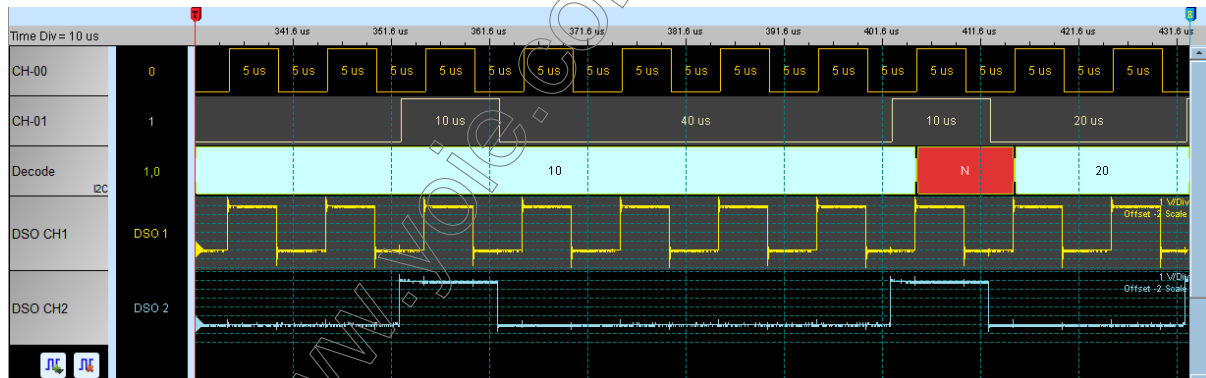 T E
Time Div = 10 us 341.6 us 351.6 us 361.6 us 371.6 us 381.6 us 391.6 us 401.6 us 411.6 us 421.6 us 431.6 us
CH-00 0 5 us 5 us 5 us 5 us 5 us 5 us 5 us 5 us 5 us 5 us 5 us 5 us 5 us 5 us 5 us 5 us 5 us 5 us 5 us
CH-01 1 10 us 40 us 10 us 20 us
Decode I2C 1,0 10 N 20
DSO CH1 DSO 1 1 V/Div
Offset -2 Scale
DSO CH2 DSO 2 1 V/Div
Offset -2 Scale